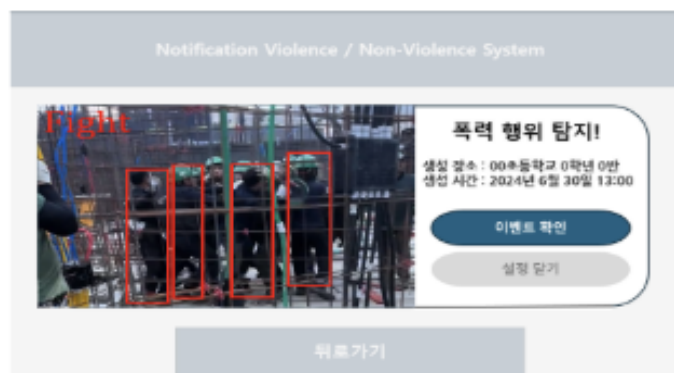 Notification Violence / Non-Violence System
Fight
폭력 행위 탐지!
생성 장소 : 00초등학교 0학년 0반
생성 시간 : 2024년 6월 30일 13:00
이벤트 확인
설정 닫기
뒤로가기